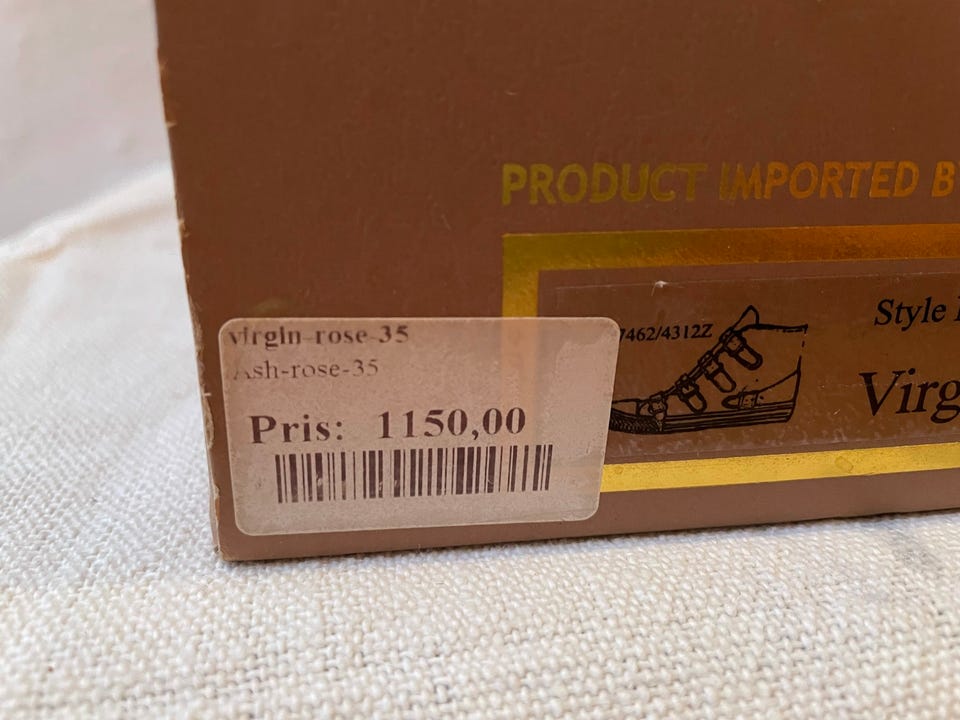 PRODUCT IMPORTED B
7462/4312Z
Style
Virg
virgin-rose-35
Ash-rose-35
Pris: 1150,00